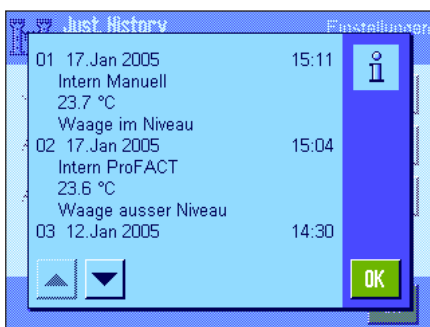 Just. History
Einstellungen
01 17.Jan 2005 15:11
Intern Manuell
23.7 °C
Waage im Niveau
02 17.Jan 2005 15:04
Intern ProFACT
23.6 °C
Waage ausser Niveau
03 12.Jan 2005 14:30
OK